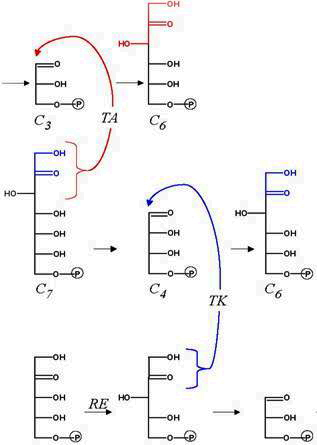 OH
O
HO
O OH
OH OH
O P O P
C3 TA C6
OH
O OH
HO O
OH O HO
OH OH OH
OH OH OH
O P O P O P
C7 C4 C6
TK
OH OH
O O
OH RE HO O
OH OH OH
O P O P O P